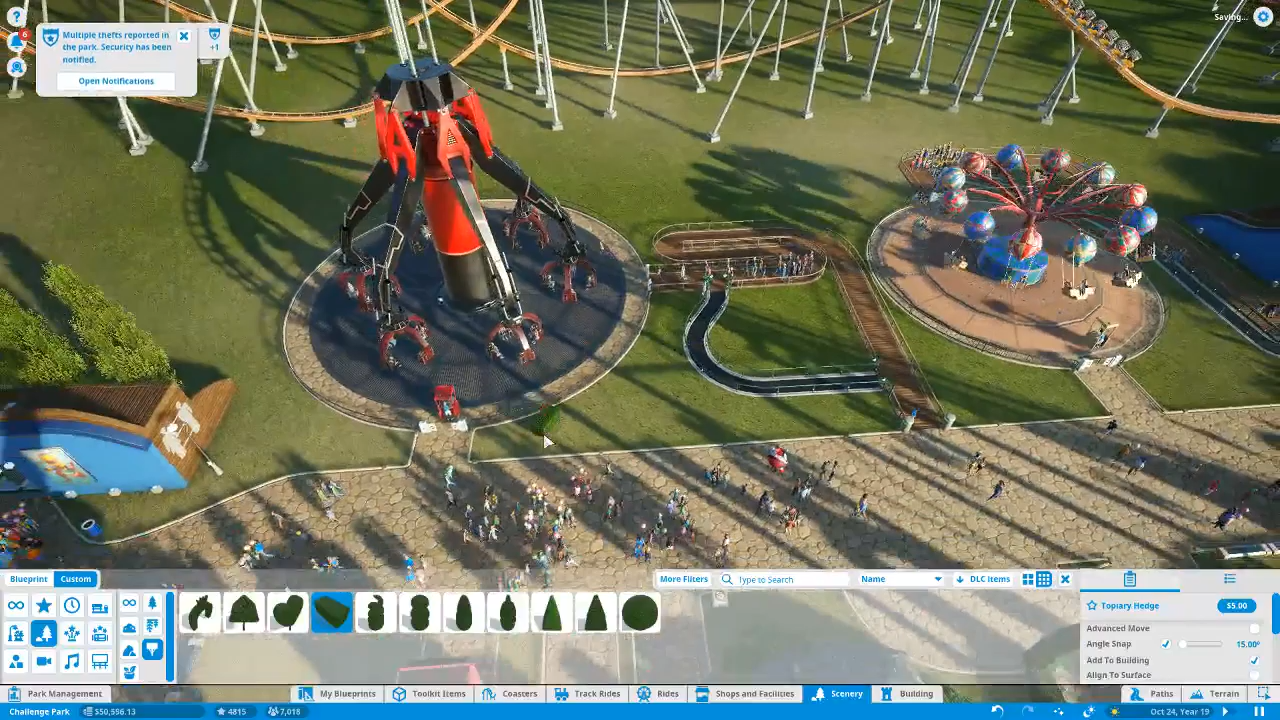 ?
Saving...
6
Multiple thefts reported in
the park. Security has been
notified.
+1
Open Notifications
Blueprint
Custom
More Filters
Type to Search
Name
DLC Items
Topiary Hedge
$5.00
Advanced Move
Angle Snap
15.00°
Add To Building
Align To Surface
Park Management
My Blueprints
Toolkit Items
Coasters
Track Rides
Rides
Shops and Facilities
Scenery
Building
Paths
Terrain
Challenge Park
$50,596.13
4815
7,018
Oct 24, Year 19